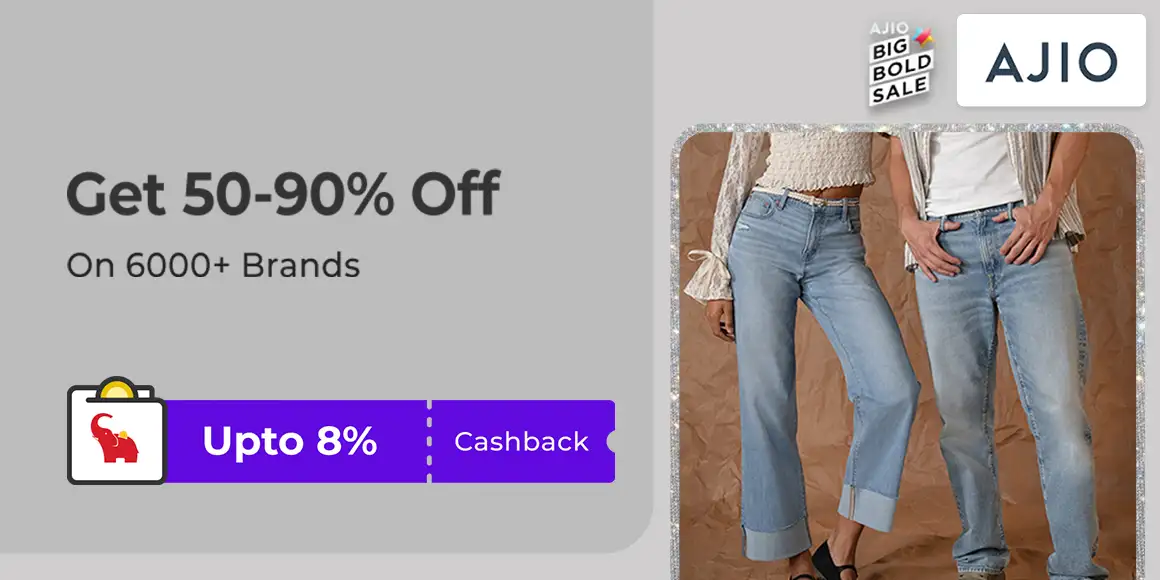 AJIO
BIG
BOLD
SALE
AJIO
Get 50-90% Off
On 6000+ Brands
Upto 8%
Cashback